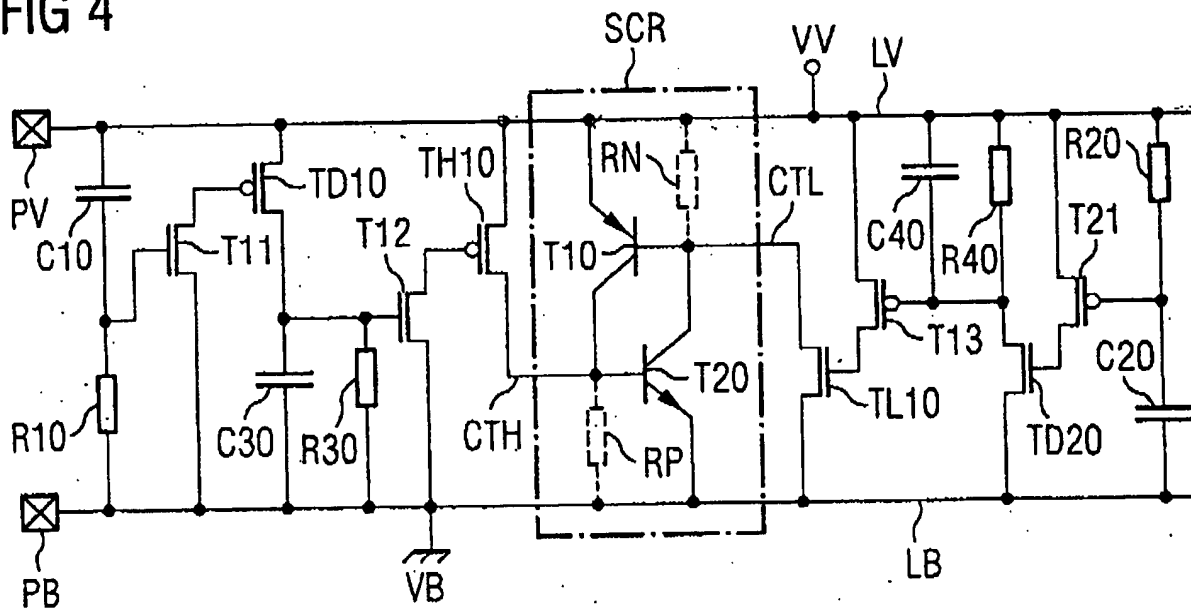 FIG 4
SCR
VV
LV
PV
C10
T11
TD10
T12
TH10
RN
T10
CTL
C40
R40
T21
R20
R10
C30
R30
CTH
RP
T20
TL10
T13
TD20
C20
PB
VB
LB